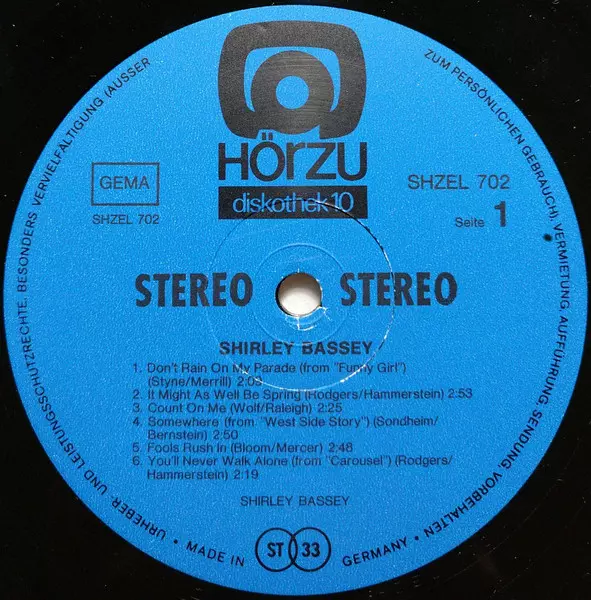 HÖRZU
diskothek 10
GEMA
SHZEL 702
SHZEL 702
Seite 1
STEREO STEREO
SHIRLEY BASSEY
1. Don't Rain On My Parade (from "Funny Girl")
(Styne/Merrill) 2:03
2. It Might As Well Be Spring (Rodgers/Hammerstein) 2:53
3. Count On Me (Wolf/Raleigh) 2:25
4. Somewhere (from "West Side Story") (Sondheim/
Bernstein) 2:50
5. Fools Rush In (Bloom/Mercer) 2:48
6. You'll Never Walk Alone (from "Carousel") (Rodgers/
Hammerstein) 2:19
SHIRLEY BASSEY
ST 33
URHEBER- UND LEISTUNGSSCHUTZRECHTE, BESONDERS VERVIELFÄLTIGUNG (AUSSER ZUM PERSÖNLICHEN GEBRAUCH), VERMIETUNG, AUFFÜHRUNG, SENDUNG, VORBEHALTEN • MADE IN GERMANY •